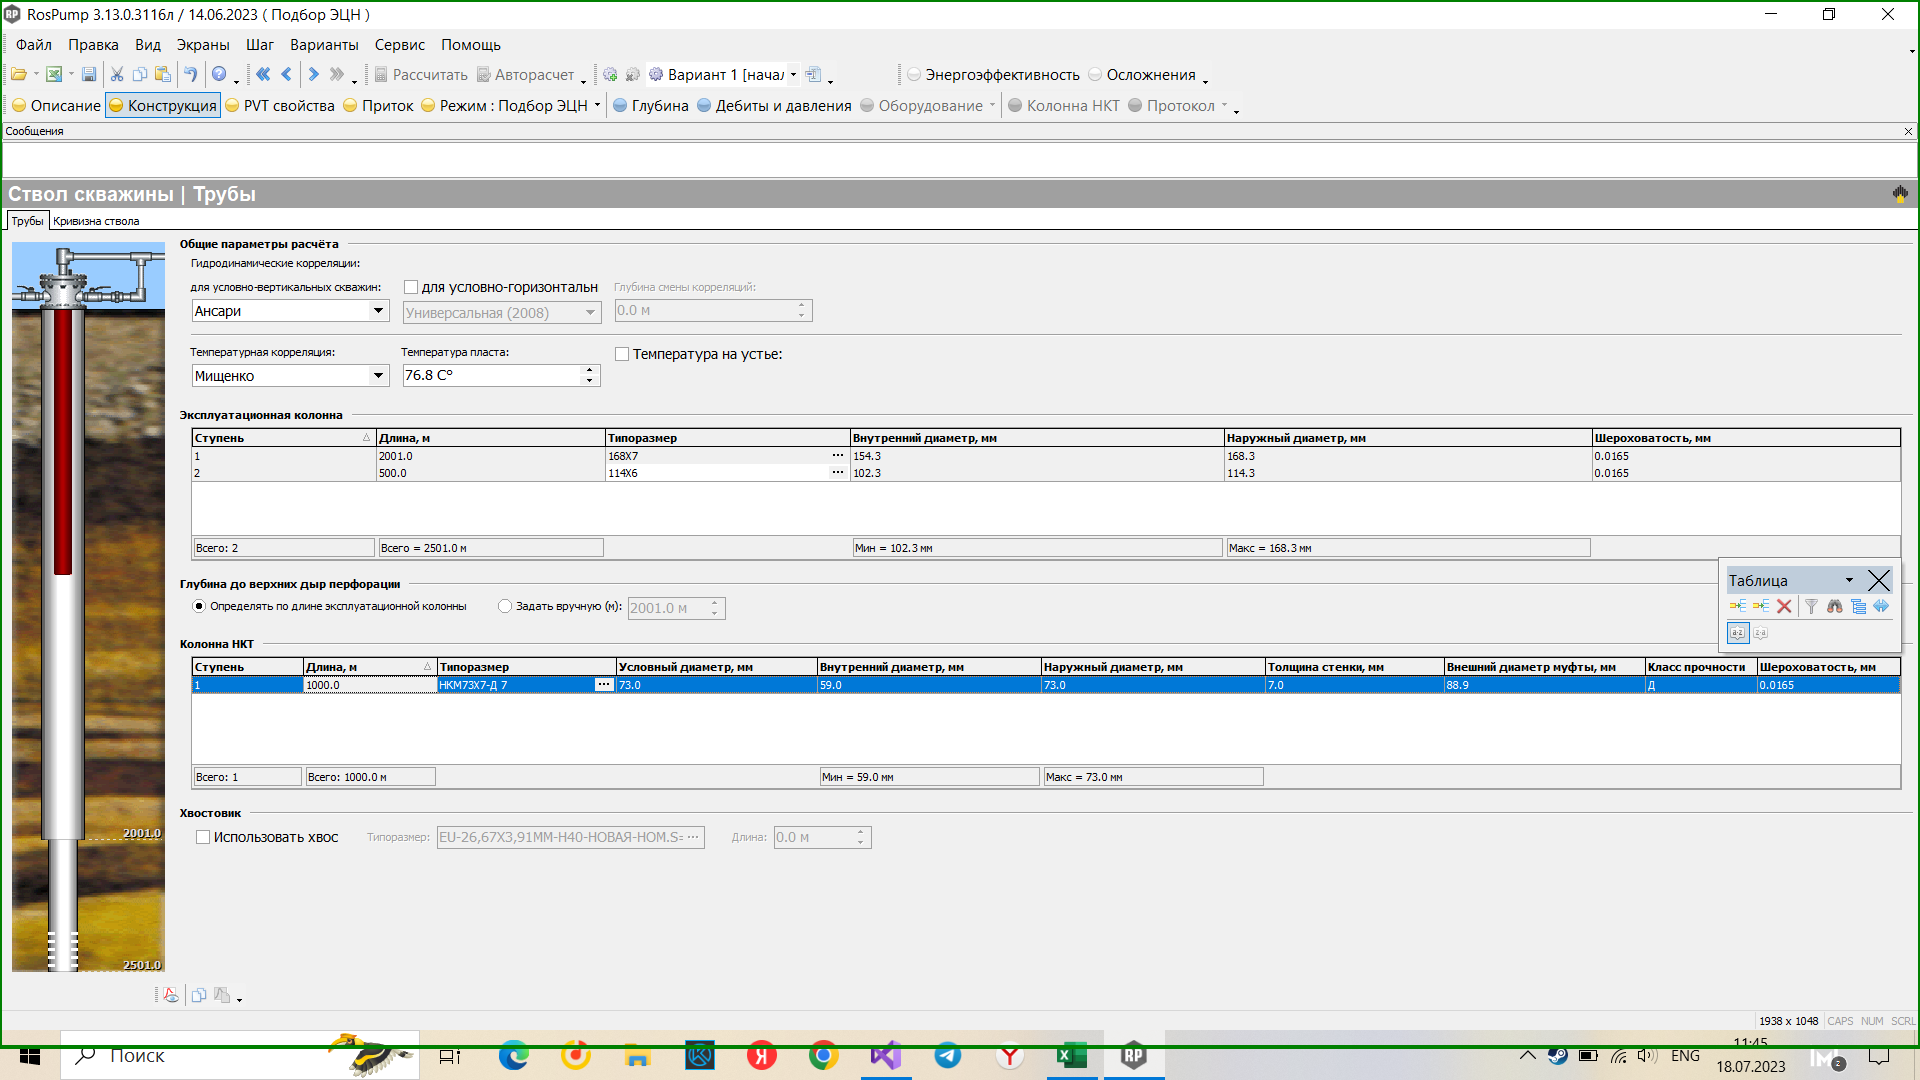 RosPump 3.13.0.3116л / 14.06.2023 ( Подбор ЭЦН )
Файл Правка Вид Экраны Шаг Варианты Сервис Помощь
Рассчитать Авторасчет Вариант 1 [начал Энергоэффективность Осложнения
Описание Конструкция PVT свойства Приток Режим : Подбор ЭЦН Глубина Дебиты и давления Оборудование Колонна НКТ Протокол
Сообщения
Ствол скважины | Трубы
Трубы Кривизна ствола
Общие параметры расчёта
Гидродинамические корреляции:
для условно-вертикальных скважин: для условно-горизонтальн Глубина смены корреляций:
Ансари Универсальная (2008) 0.0 м
Температурная корреляция: Температура пласта: Температура на устье:
Мищенко 76.8 C°
Эксплуатационная колонна
Ступень Длина, м Типоразмер Внутренний диаметр, мм Наружный диаметр, мм Шероховатость, мм
1 2001.0 168X7 ... 154.3 168.3 0.0165
2 500.0 114X6 ... 102.3 114.3 0.0165
Всего: 2 Всего = 2501.0 м Мин = 102.3 мм Макс = 168.3 мм
Таблица
Глубина до верхних дыр перфорации
Определять по длине эксплуатационной колонны Задать вручную (м): 2001.0 м
a-z z-a
Колонна НКТ
Ступень Длина, м Типоразмер Условный диаметр, мм Внутренний диаметр, мм Наружный диаметр, мм Толщина стенки, мм Внешний диаметр муфты, мм Класс прочности Шероховатость, мм
1 1000.0 НКМ73X7-Д 7 ... 73.0 59.0 73.0 7.0 88.9 Д 0.0165
Всего: 1 Всего: 1000.0 м Мин = 59.0 мм Макс = 73.0 мм
Хвостовик
Использовать хвос Типоразмер: EU-26,67X3,91MM-H40-НОВАЯ-НОМ.S= ... Длина: 0.0 м
2001.0
2501.0
1938 x 1048 CAPS NUM SCRL
Поиск ENG 11:45
18.07.2023
2
RP